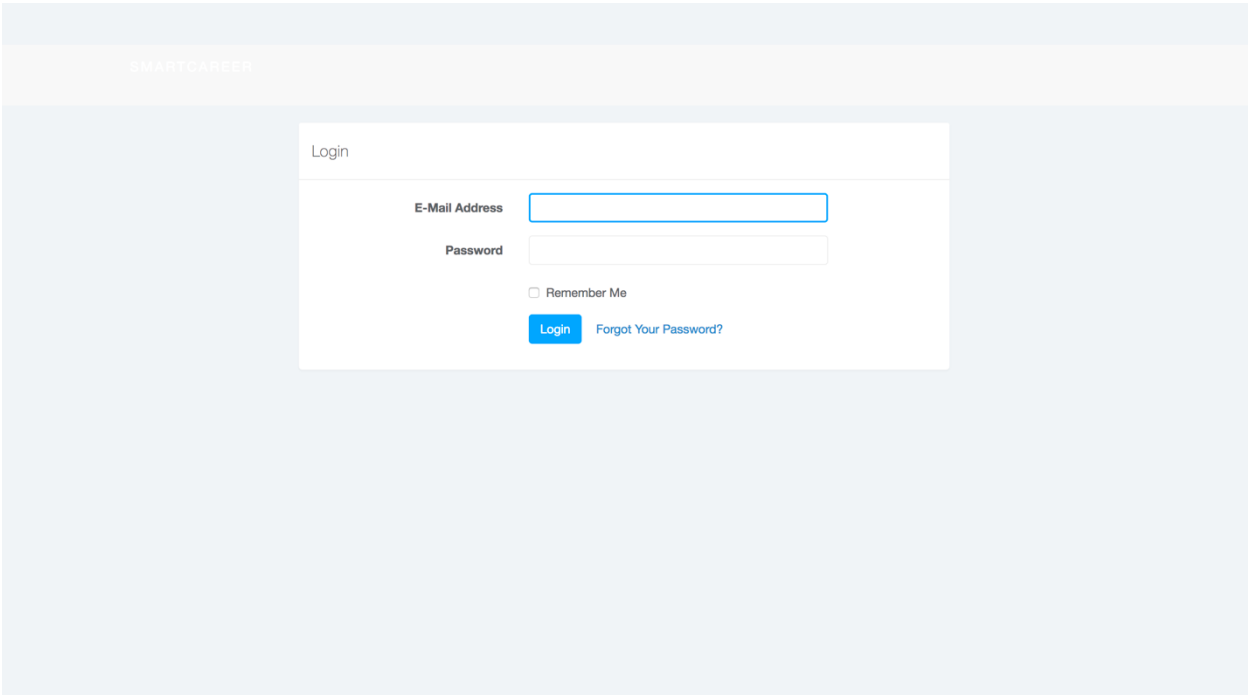 SMARTCAREER
Login
E-Mail Address
Password
Remember Me
Login Forgot Your Password?